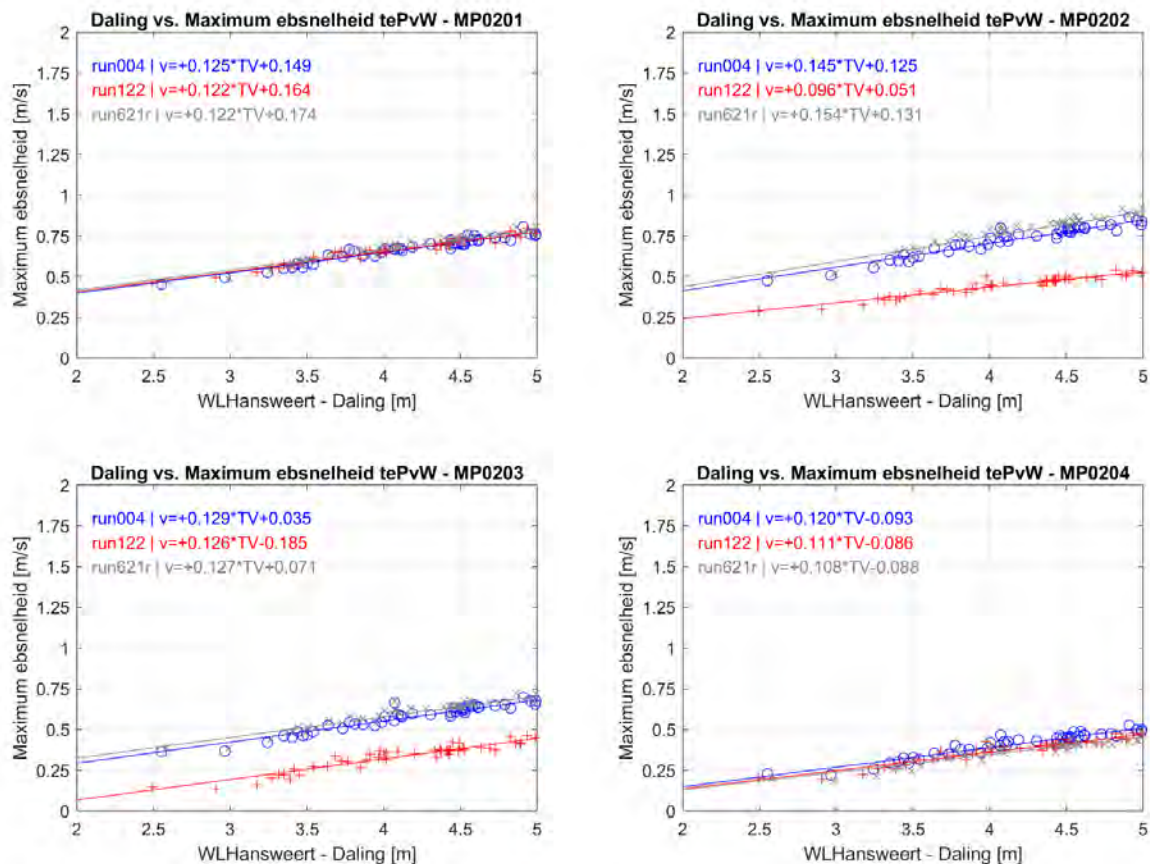 Daling vs. Maximum ebsnelheid tePvW - MP0201
2
1.75
1.5
1.25
1
0.75
0.5
0.25
0
Maximum ebsnelheid [m/s]
run004 | v=+0.125*TV+0.149
run122 | v=+0.122*TV+0.164
run621r | v=+0.122*TV+0.174
2 2.5 3 3.5 4 4.5 5
WLHansweert - Daling [m]
Daling vs. Maximum ebsnelheid tePvW - MP0202
2
1.75
1.5
1.25
1
0.75
0.5
0.25
0
Maximum ebsnelheid [m/s]
run004 | v=+0.145*TV+0.125
run122 | v=+0.096*TV+0.051
run621r | v=+0.154*TV+0.131
2 2.5 3 3.5 4 4.5 5
WLHansweert - Daling [m]
Daling vs. Maximum ebsnelheid tePvW - MP0203
2
1.75
1.5
1.25
1
0.75
0.5
0.25
0
Maximum ebsnelheid [m/s]
run004 | v=+0.129*TV+0.035
run122 | v=+0.126*TV-0.185
run621r | v=+0.127*TV+0.071
2 2.5 3 3.5 4 4.5 5
WLHansweert - Daling [m]
Daling vs. Maximum ebsnelheid tePvW - MP0204
2
1.75
1.5
1.25
1
0.75
0.5
0.25
0
Maximum ebsnelheid [m/s]
run004 | v=+0.120*TV-0.093
run122 | v=+0.111*TV-0.086
run621r | v=+0.108*TV-0.088
2 2.5 3 3.5 4 4.5 5
WLHansweert - Daling [m]